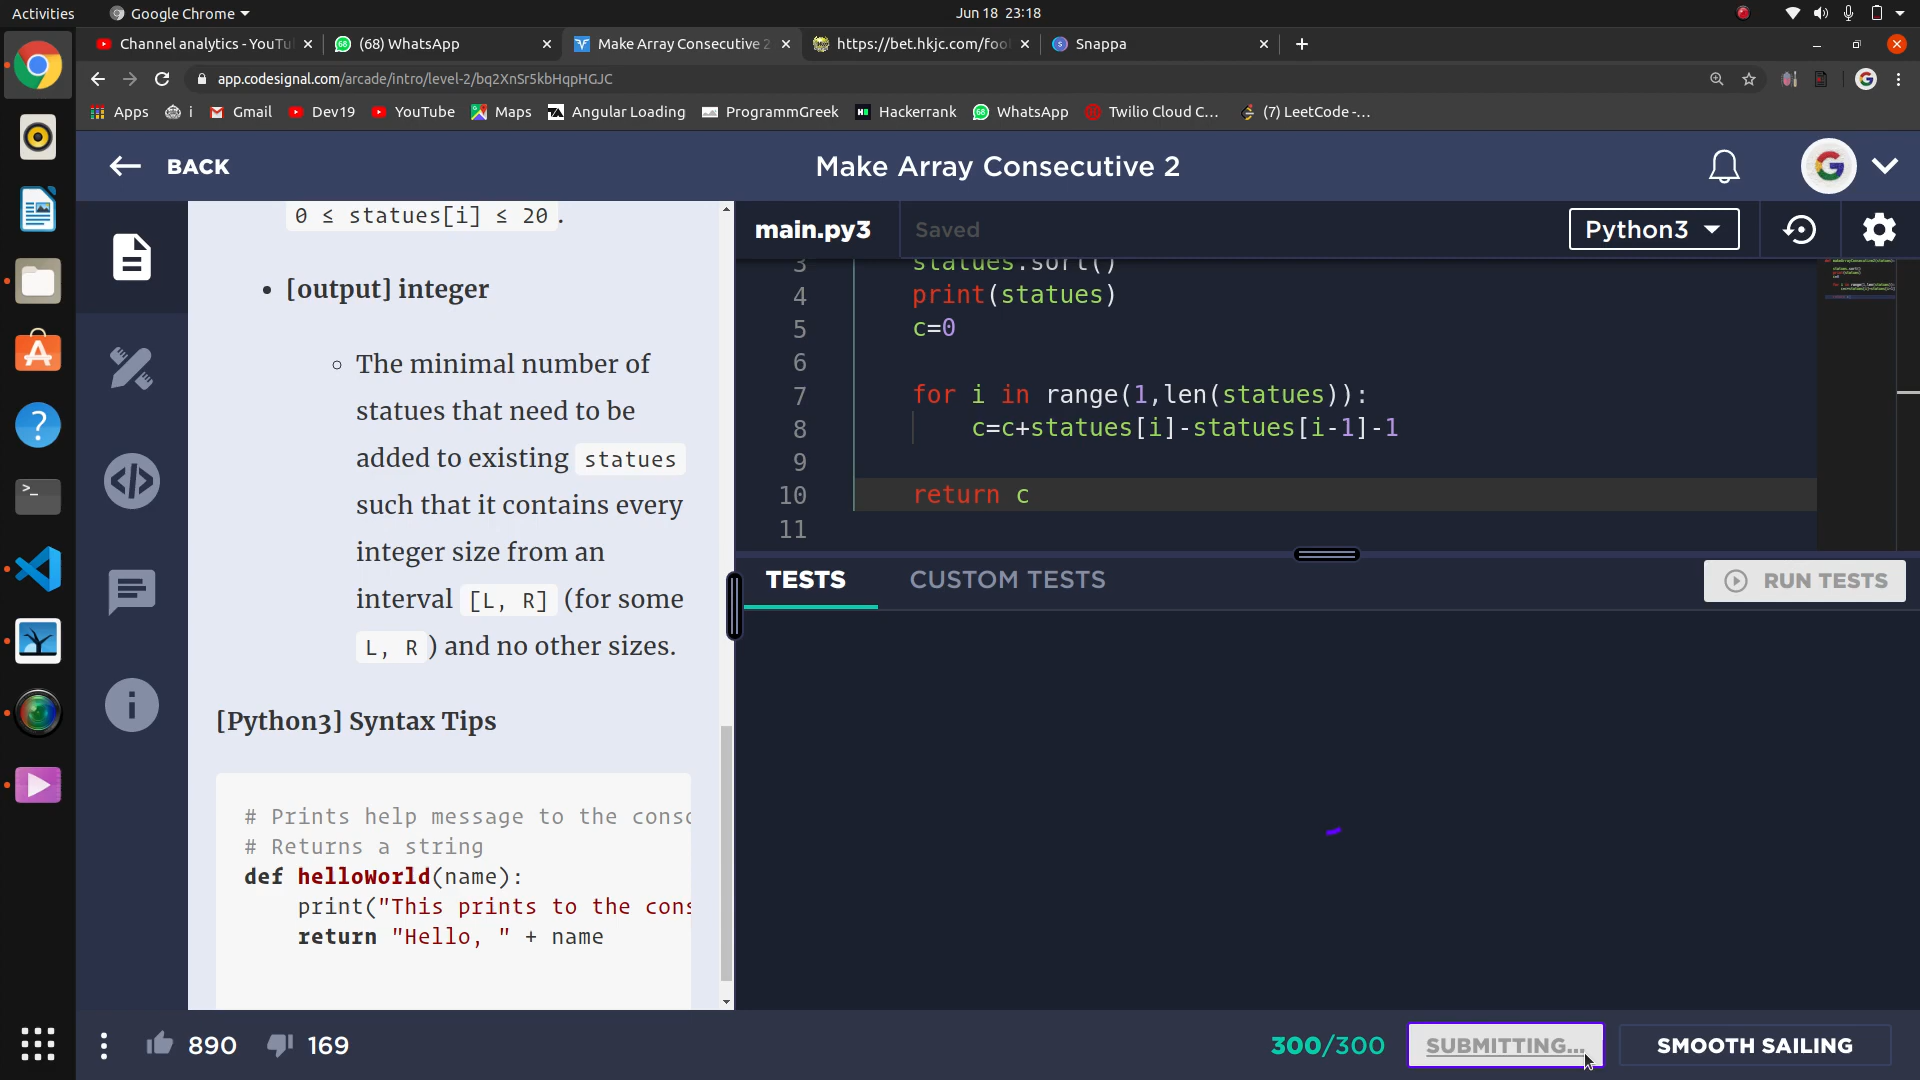 Activities
Google Chrome
Jun 18 23:18
Channel analytics - YouTu
(68) WhatsApp
Make Array Consecutive 2
https://bet.hkjc.com/foo
Snappa
app.codesignal.com/arcade/intro/level-2/bq2XnSr5kbHqpHGJC
Apps
i
Gmail
Dev19
YouTube
Maps
Angular Loading
ProgrammGreek
Hackerrank
WhatsApp
Twilio Cloud C...
(7) LeetCode -...
BACK
Make Array Consecutive 2
0 ≤ statues[i] ≤ 20.
[output] integer
The minimal number of
statues that need to be
added to existing statues
such that it contains every
integer size from an
interval [L, R] (for some
L, R) and no other sizes.
[Python3] Syntax Tips
# Prints help message to the conso
# Returns a string
def helloWorld(name):
print("This prints to the cons
return "Hello, " + name
main.py3
Saved
Python3
3 statues.sort()
4 print(statues)
5 c=0
6
7 for i in range(1,len(statues)):
8 c=c+statues[i]-statues[i-1]-1
9
10 return c
11
TESTS
CUSTOM TESTS
RUN TESTS
890
169
300/300
SUBMITTING...
SMOOTH SAILING